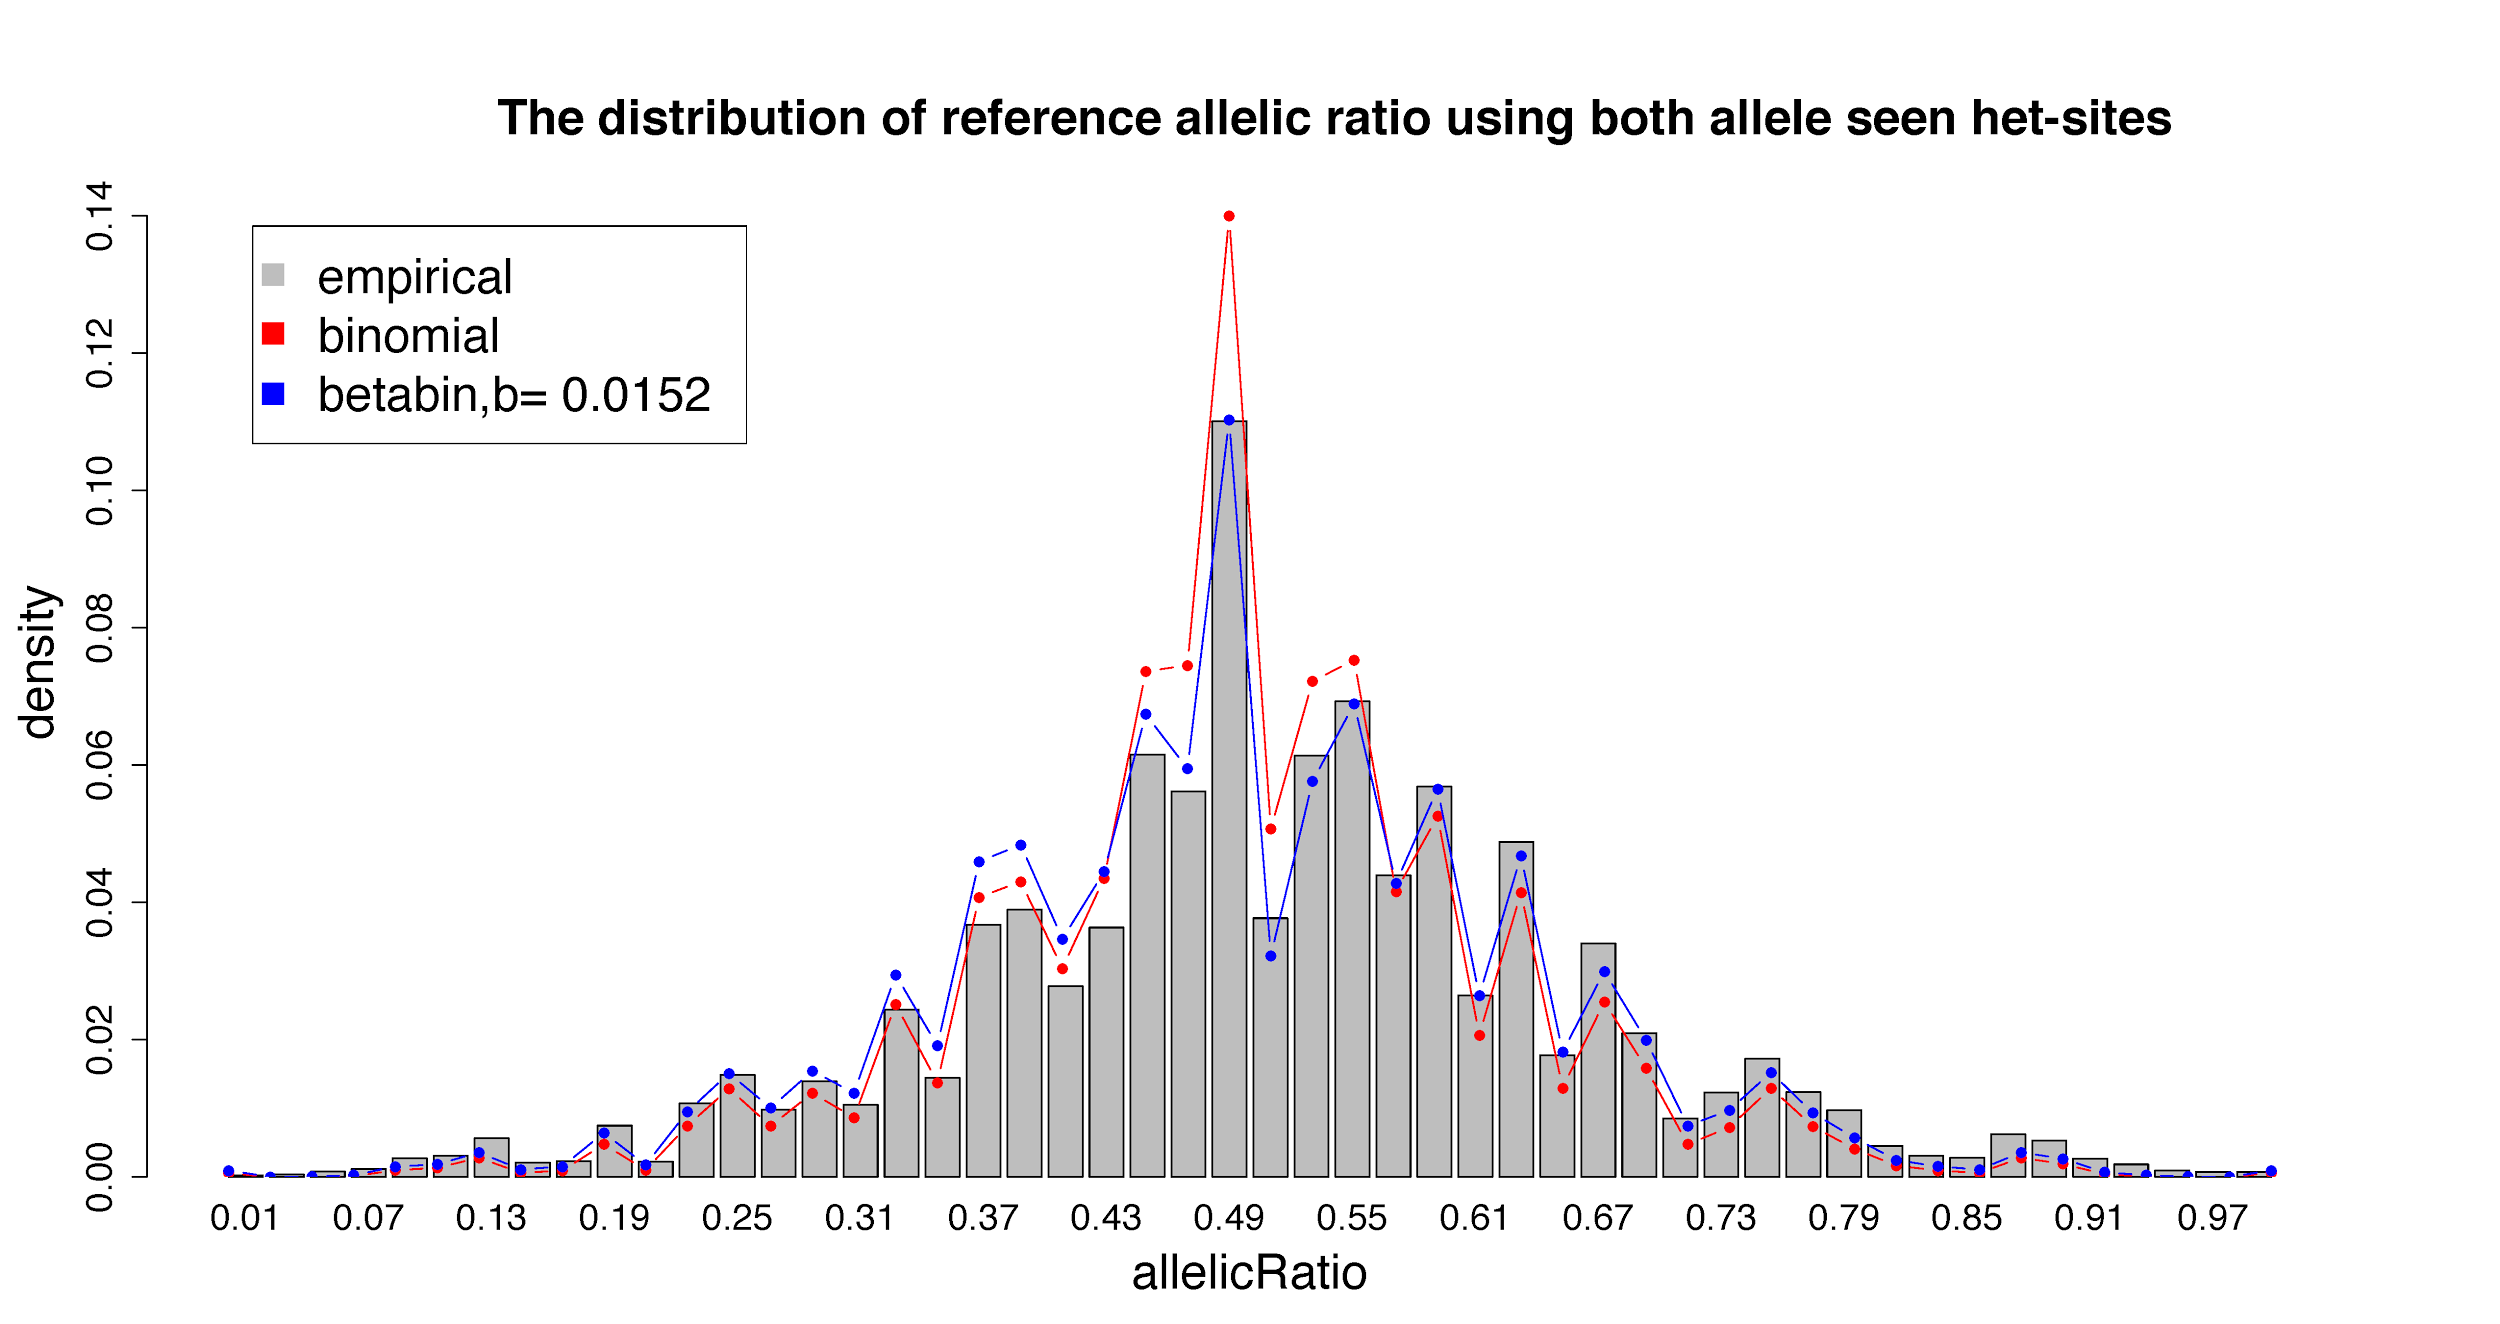 The distribution of reference allelic ratio using both allele seen het-sites
empirical
binomial
betabin,b= 0.0152
density
0.14
0.12
0.10
0.08
0.06
0.04
0.02
0.00
0.01 0.07 0.13 0.19 0.25 0.31 0.37 0.43 0.49 0.55 0.61 0.67 0.73 0.79 0.85 0.91 0.97
allelicRatio